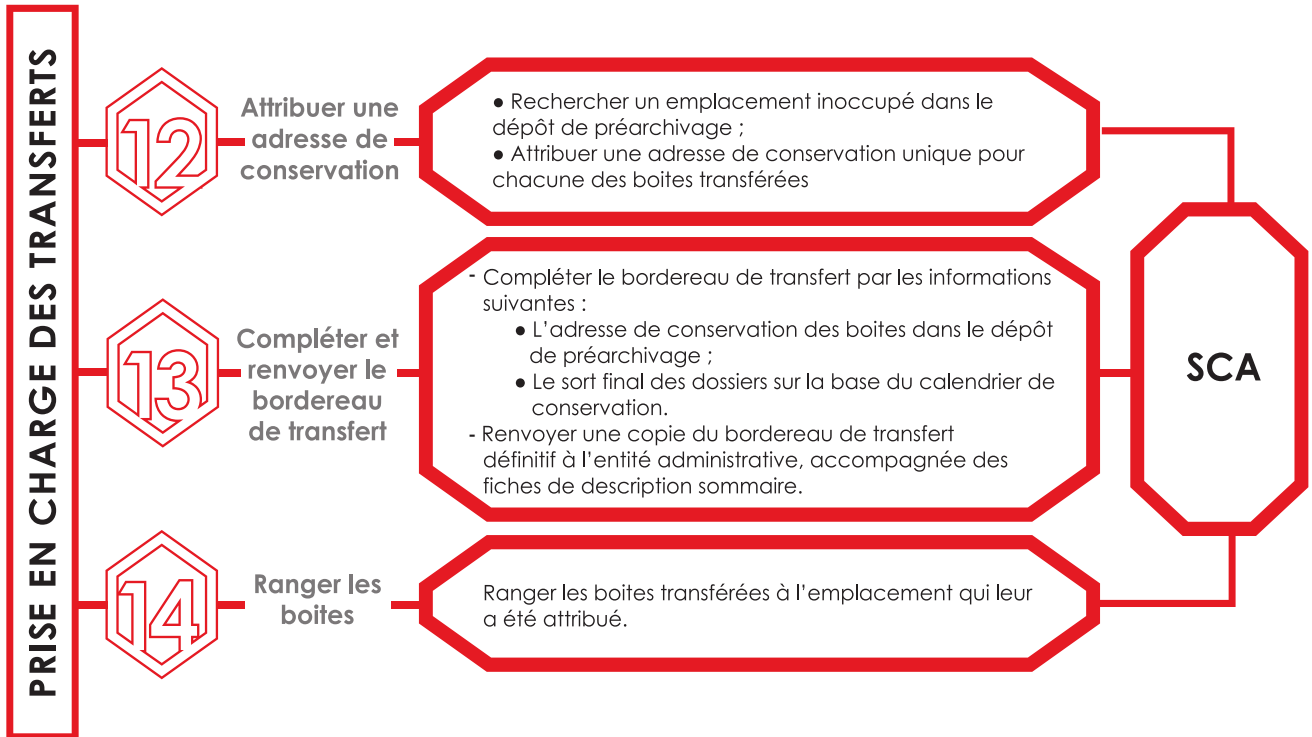 PRISE EN CHARGE DES TRANSFERTS
12
Attribuer une
adresse de
conservation
● Rechercher un emplacement inoccupé dans le
dépôt de préarchivage ;
● Attribuer une adresse de conservation unique pour
chacune des boites transférées
13
Compléter et
renvoyer le
bordereau
de transfert
- Compléter le bordereau de transfert par les informations
suivantes :
● L’adresse de conservation des boites dans le dépôt
de préarchivage ;
● Le sort final des dossiers sur la base du calendrier de
conservation.
- Renvoyer une copie du bordereau de transfert
définitif à l’entité administrative, accompagnée des
fiches de description sommaire.
14
Ranger les
boites
Ranger les boites transférées à l’emplacement qui leur
a été attribué.
SCA